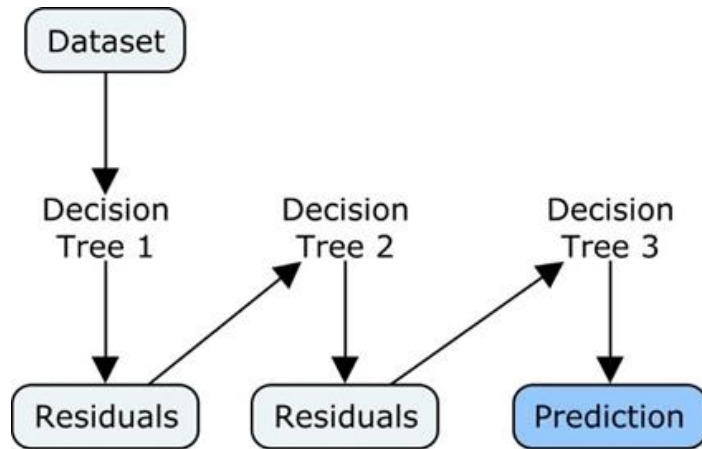 Dataset
Decision
Tree 1
Decision
Tree 2
Decision
Tree 3
Residuals
Residuals
Prediction